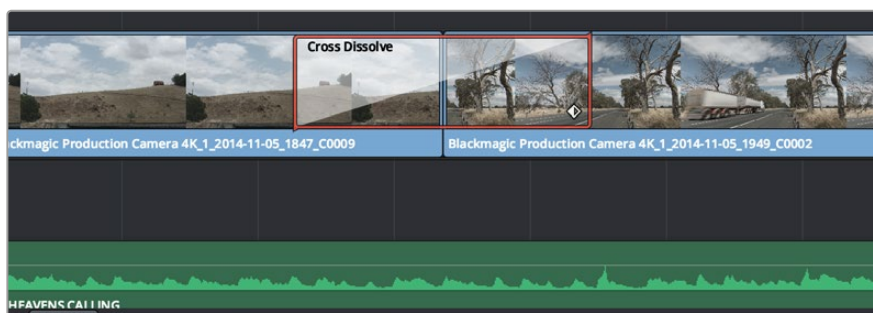 Cross Dissolve
ckmagic Production Camera 4K_1_2014-11-05_1847_C0009
Blackmagic Production Camera 4K_1_2014-11-05_1949_C0002
HEAVENS CALLING